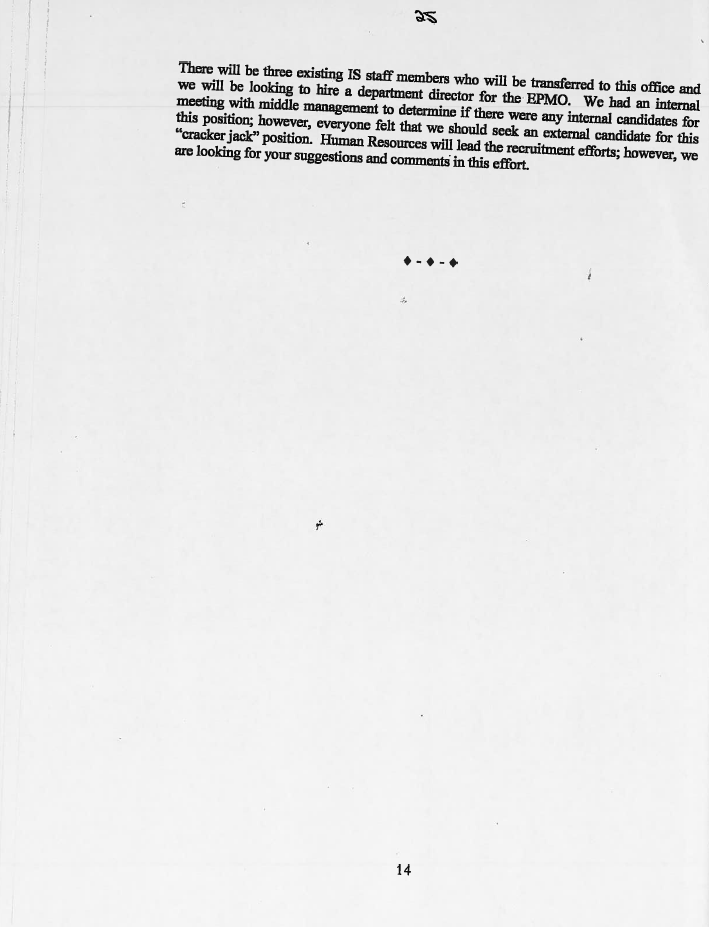 25
There will be three existing IS staff members who will be transferred to this office and
we will be looking to hire a department director for the EPMO. We had an internal
meeting with middle management to determine if there were any internal candidates for
this position; however, everyone felt that we should seek an external candidate for this
“cracker jack” position. Human Resources will lead the recruitment efforts; however, we
are looking for your suggestions and comments in this effort.
♦ - ♦ - ♦
14